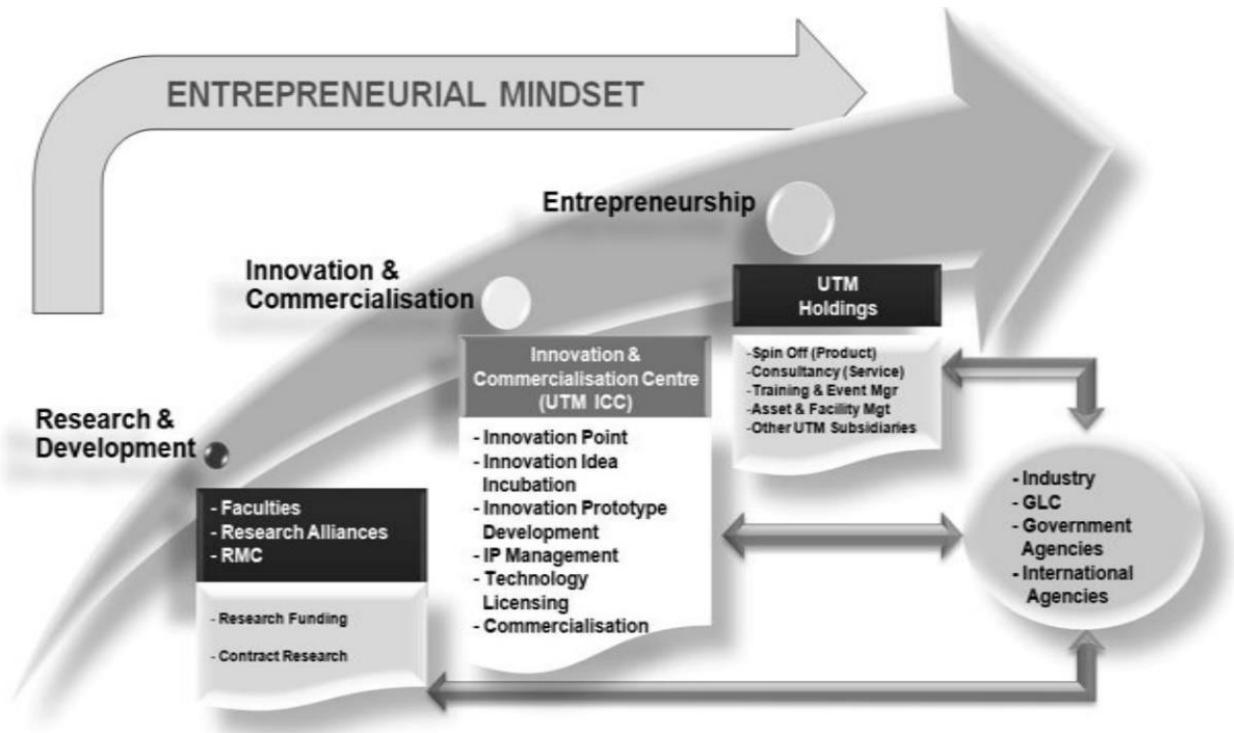 ENTREPRENEURIAL MINDSET
Entrepreneurship
Innovation &
Commercialisation
Research &
Development
UTM
Holdings
-Spin Off (Product)
-Consultancy (Service)
-Training & Event Mgr
-Asset & Facility Mgt
-Other UTM Subsidiaries
Innovation &
Commercialisation Centre
(UTM ICC)
- Innovation Point
- Innovation Idea
Incubation
- Innovation Prototype
Development
- IP Management
- Technology
Licensing
- Commercialisation
- Faculties
- Research Alliances
- RMC
- Research Funding
- Contract Research
- Industry
- GLC
- Government
Agencies
- International
Agencies